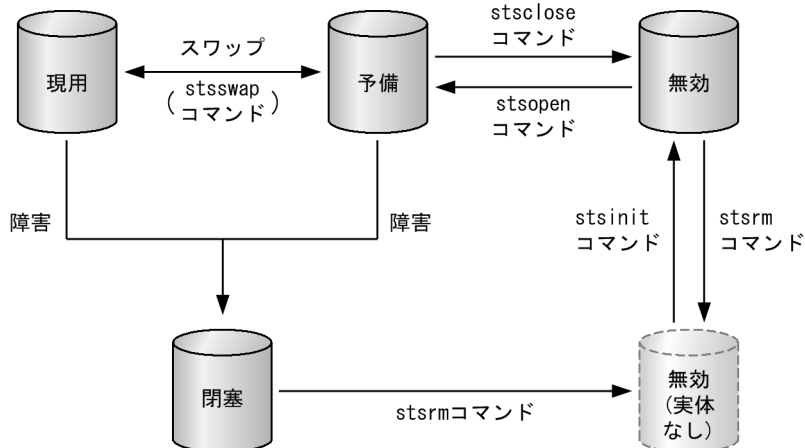 stsclose
コマンド
スワップ
現用
予備
無効
(stsswap
コマンド)
stsopen
コマンド
障害
障害
stsinit
コマンド
stsrm
コマンド
閉塞
stsrmコマンド
無効
(実体
なし)